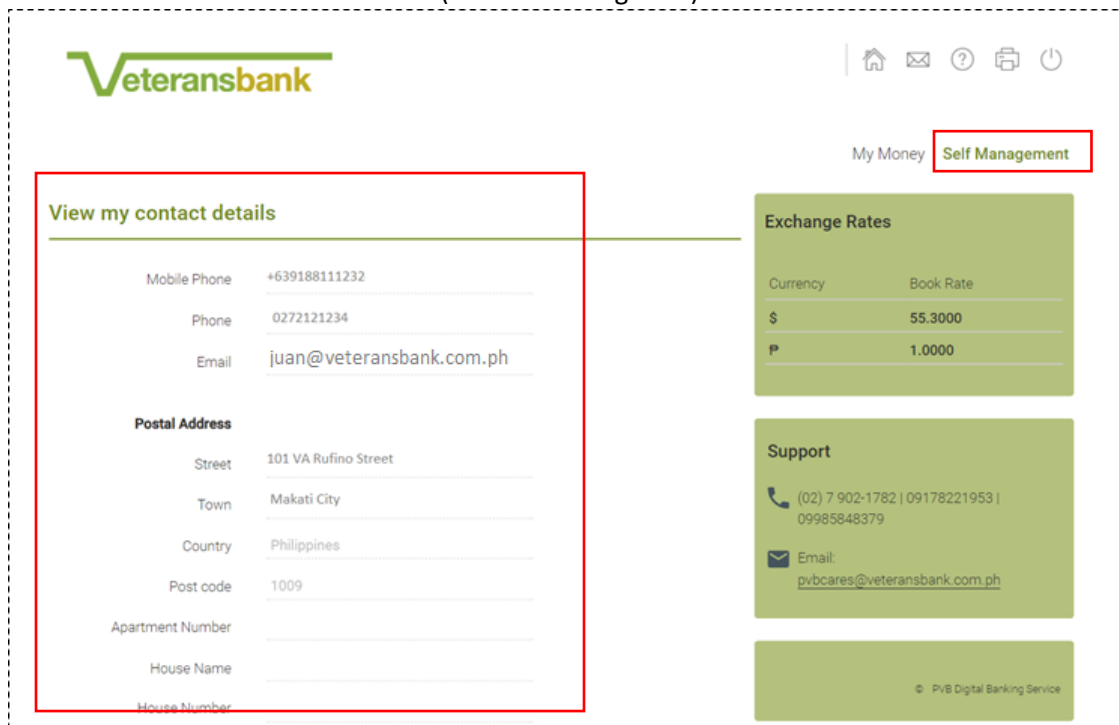 Veteransbank
My Money Self Management
View my contact details
Mobile Phone +639188111232
Phone 0272121234
Email juan@veteransbank.com.ph
Postal Address
Street 101 VA Rufino Street
Town Makati City
Country Philippines
Post code 1009
Apartment Number
House Name
House Number
Exchange Rates
Currency Book Rate
$ 55.3000
₱ 1.0000
Support
(02) 7 902-1782 | 09178221953 |
09985848379
Email:
pvbcares@veteransbank.com.ph
© PVB Digital Banking Service